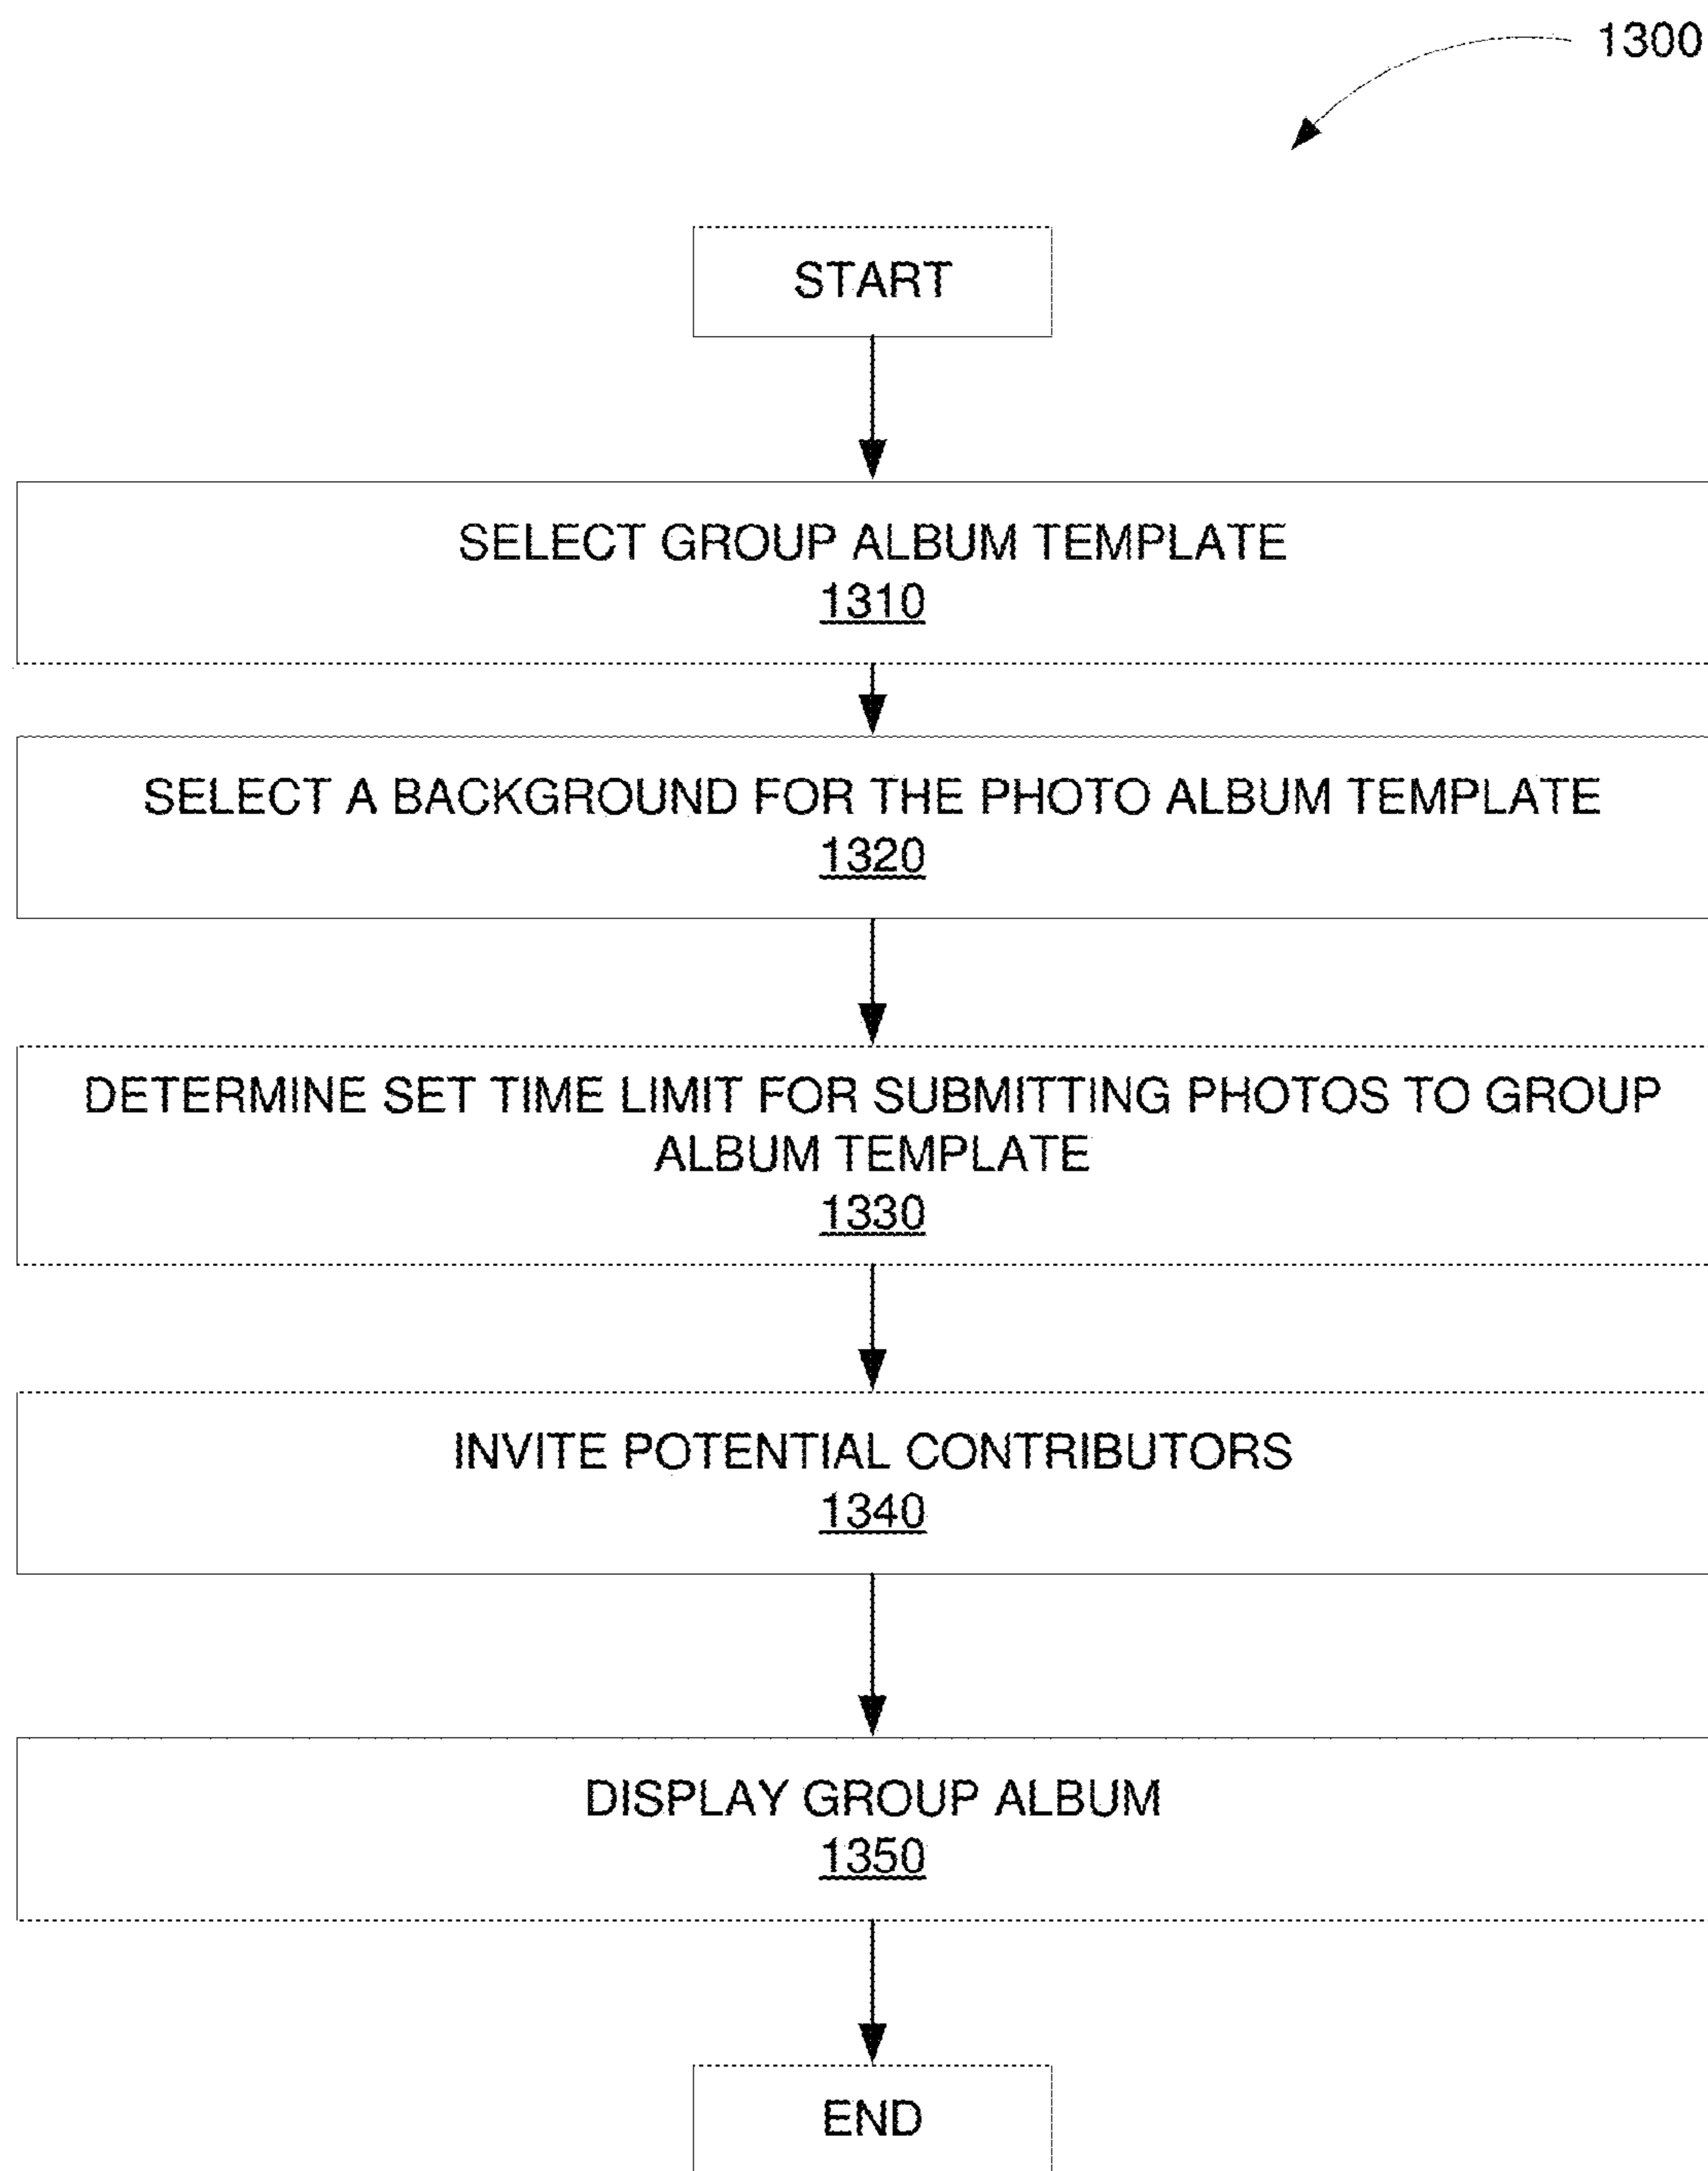 1300
START
SELECT GROUP ALBUM TEMPLATE
1310
SELECT A BACKGROUND FOR THE PHOTO ALBUM TEMPLATE
1320
DETERMINE SET TIME LIMIT FOR SUBMITTING PHOTOS TO GROUP
ALBUM TEMPLATE
1330
INVITE POTENTIAL CONTRIBUTORS
1340
DISPLAY GROUP ALBUM
1350
END